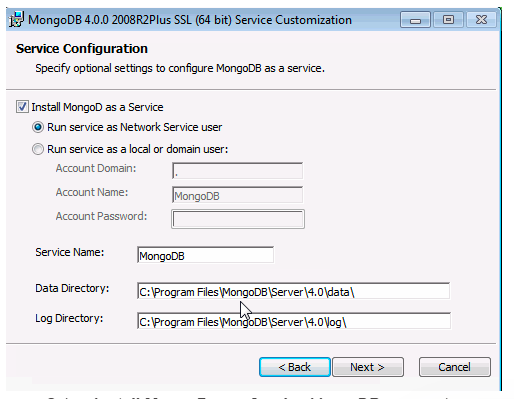 MongoDB 4.0.0 2008R2Plus SSL (64 bit) Service Customization
Service Configuration
Specify optional settings to configure MongoDB as a service.
Install MongoD as a Service
Run service as Network Service user
Run service as a local or domain user:
Account Domain: .
Account Name: MongoDB
Account Password:
Service Name: MongoDB
Data Directory: C:\Program Files\MongoDB\Server\4.0\data\
Log Directory: C:\Program Files\MongoDB\Server\4.0\log\
< Back Next > Cancel